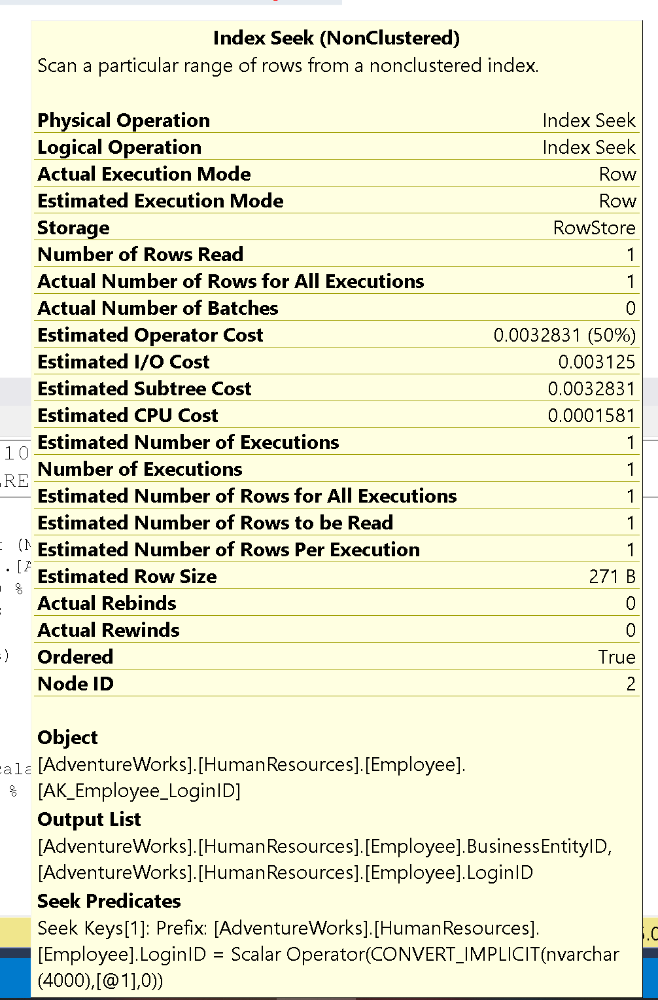 Index Seek (NonClustered)
Scan a particular range of rows from a nonclustered index.
Physical Operation Index Seek
Logical Operation Index Seek
Actual Execution Mode Row
Estimated Execution Mode Row
Storage RowStore
Number of Rows Read 1
Actual Number of Rows for All Executions 1
Actual Number of Batches 0
Estimated Operator Cost 0.0032831 (50%)
Estimated I/O Cost 0.003125
Estimated Subtree Cost 0.0032831
Estimated CPU Cost 0.0001581
Estimated Number of Executions 1
Number of Executions 1
Estimated Number of Rows for All Executions 1
Estimated Number of Rows to be Read 1
Estimated Number of Rows Per Execution 1
Estimated Row Size 271 B
Actual Rebinds 0
Actual Rewinds 0
Ordered True
Node ID 2
Object
[AdventureWorks].[HumanResources].[Employee].
[AK_Employee_LoginID]
Output List
[AdventureWorks].[HumanResources].[Employee].BusinessEntityID,
[AdventureWorks].[HumanResources].[Employee].LoginID
Seek Predicates
Seek Keys[1]: Prefix: [AdventureWorks].[HumanResources].
[Employee].LoginID = Scalar Operator(CONVERT_IMPLICIT(nvarchar
(4000),[@1],0))
10
RE
%
%